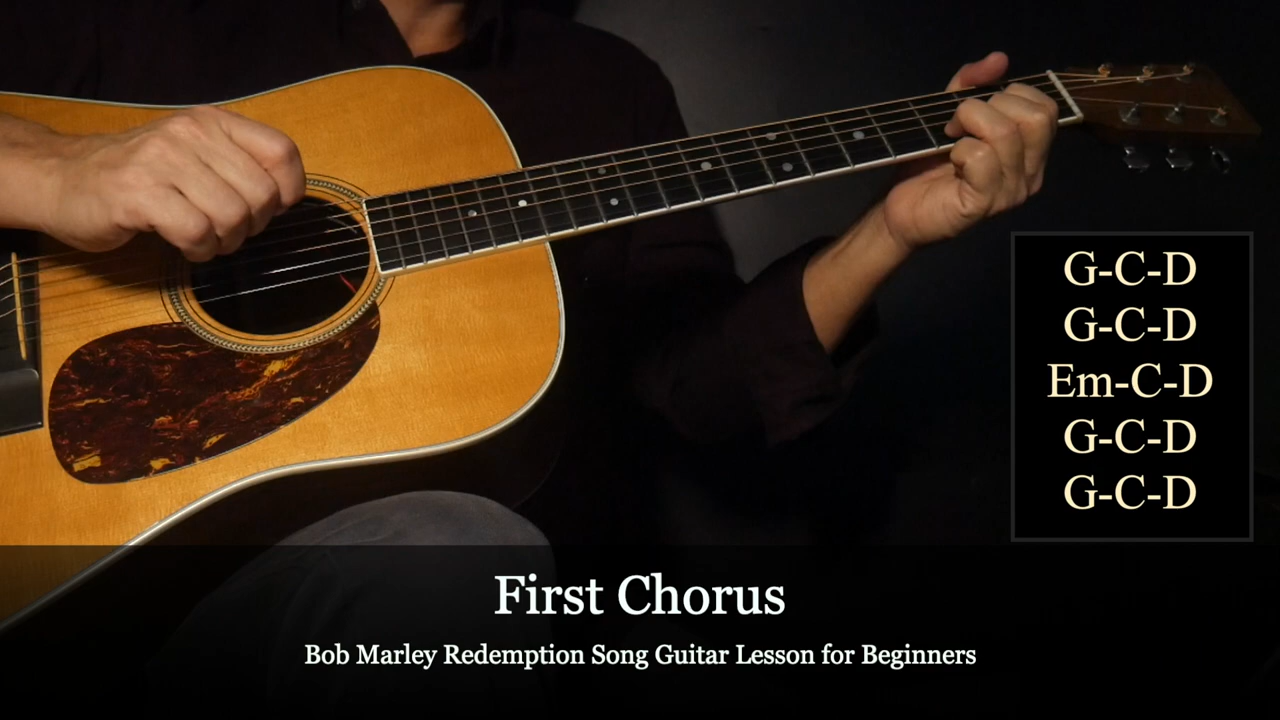 G-C-D
G-C-D
Em-C-D
G-C-D
G-C-D
First Chorus
Bob Marley Redemption Song Guitar Lesson for Beginners